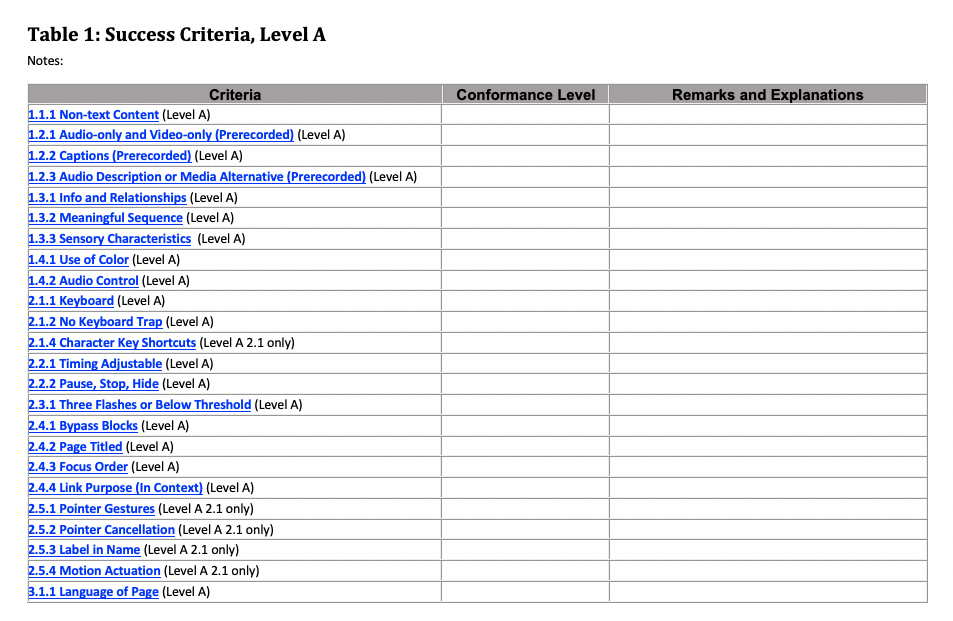 Table 1: Success Criteria, Level A
Notes:
Criteria Conformance Level Remarks and Explanations
1.1.1 Non-text Content (Level A)
1.2.1 Audio-only and Video-only (Prerecorded) (Level A)
1.2.2 Captions (Prerecorded) (Level A)
1.2.3 Audio Description or Media Alternative (Prerecorded) (Level A)
1.3.1 Info and Relationships (Level A)
1.3.2 Meaningful Sequence (Level A)
1.3.3 Sensory Characteristics (Level A)
1.4.1 Use of Color (Level A)
1.4.2 Audio Control (Level A)
2.1.1 Keyboard (Level A)
2.1.2 No Keyboard Trap (Level A)
2.1.4 Character Key Shortcuts (Level A 2.1 only)
2.2.1 Timing Adjustable (Level A)
2.2.2 Pause, Stop, Hide (Level A)
2.3.1 Three Flashes or Below Threshold (Level A)
2.4.1 Bypass Blocks (Level A)
2.4.2 Page Titled (Level A)
2.4.3 Focus Order (Level A)
2.4.4 Link Purpose (In Context) (Level A)
2.5.1 Pointer Gestures (Level A 2.1 only)
2.5.2 Pointer Cancellation (Level A 2.1 only)
2.5.3 Label in Name (Level A 2.1 only)
2.5.4 Motion Actuation (Level A 2.1 only)
3.1.1 Language of Page (Level A)